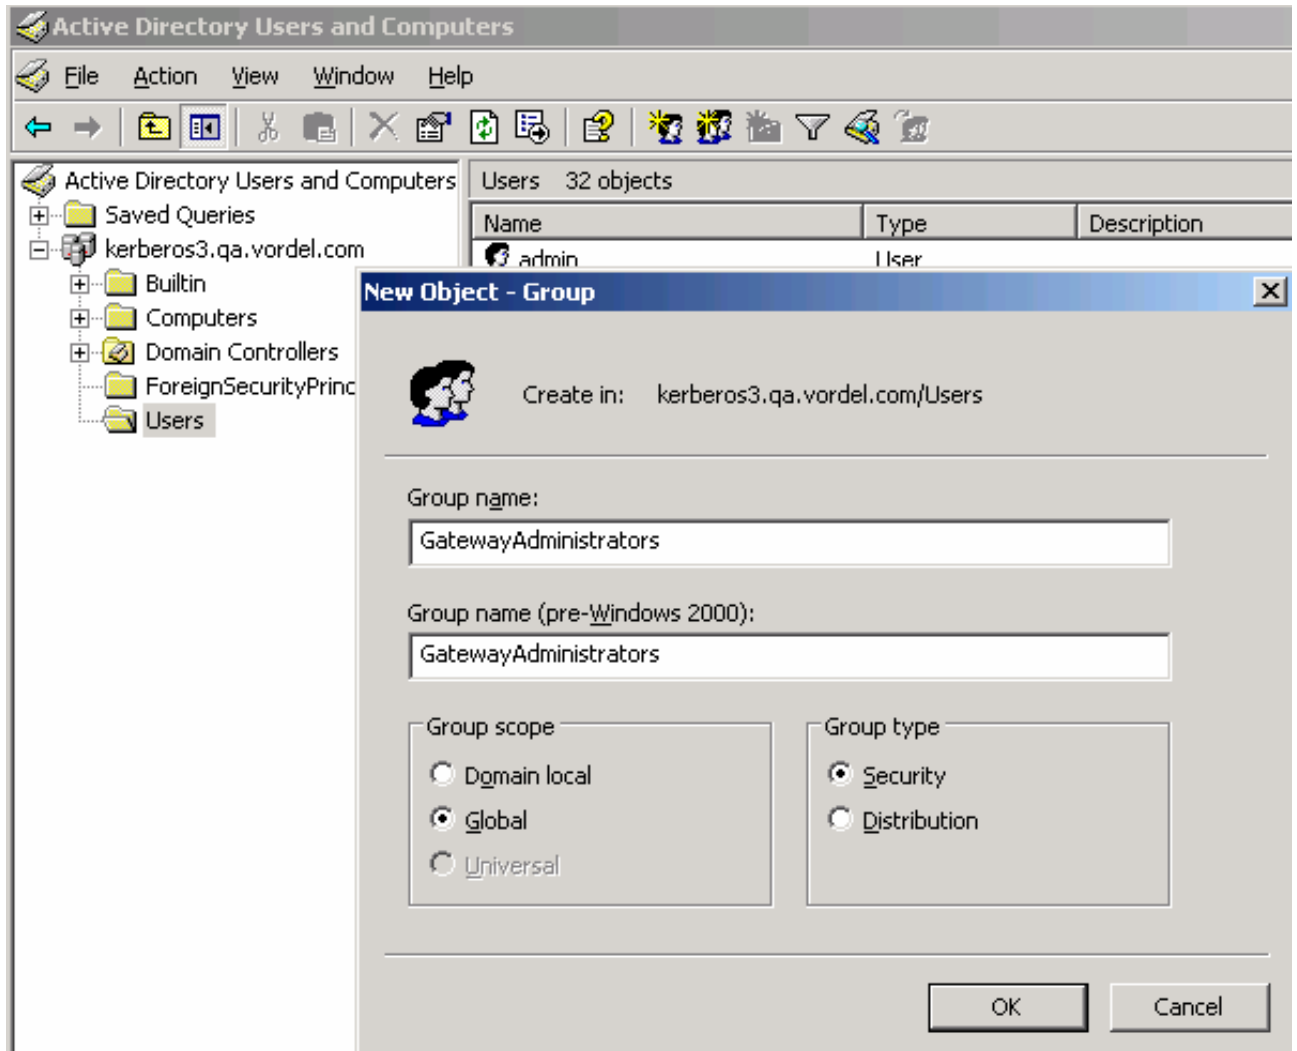 Active Directory Users and Computers
File Action View Window Help
Active Directory Users and Computers
Users 32 objects
Saved Queries
Name Type Description
kerberos3.qa.vordel.com
admin User
Builtin
New Object - Group
Computers
Domain Controllers
ForeignSecurityPrinc
Create in: kerberos3.qa.vordel.com/Users
Users
Group name:
GatewayAdministrators
Group name (pre-Windows 2000):
GatewayAdministrators
Group scope
Group type
Domain local
Security
Global
Distribution
Universal
OK Cancel